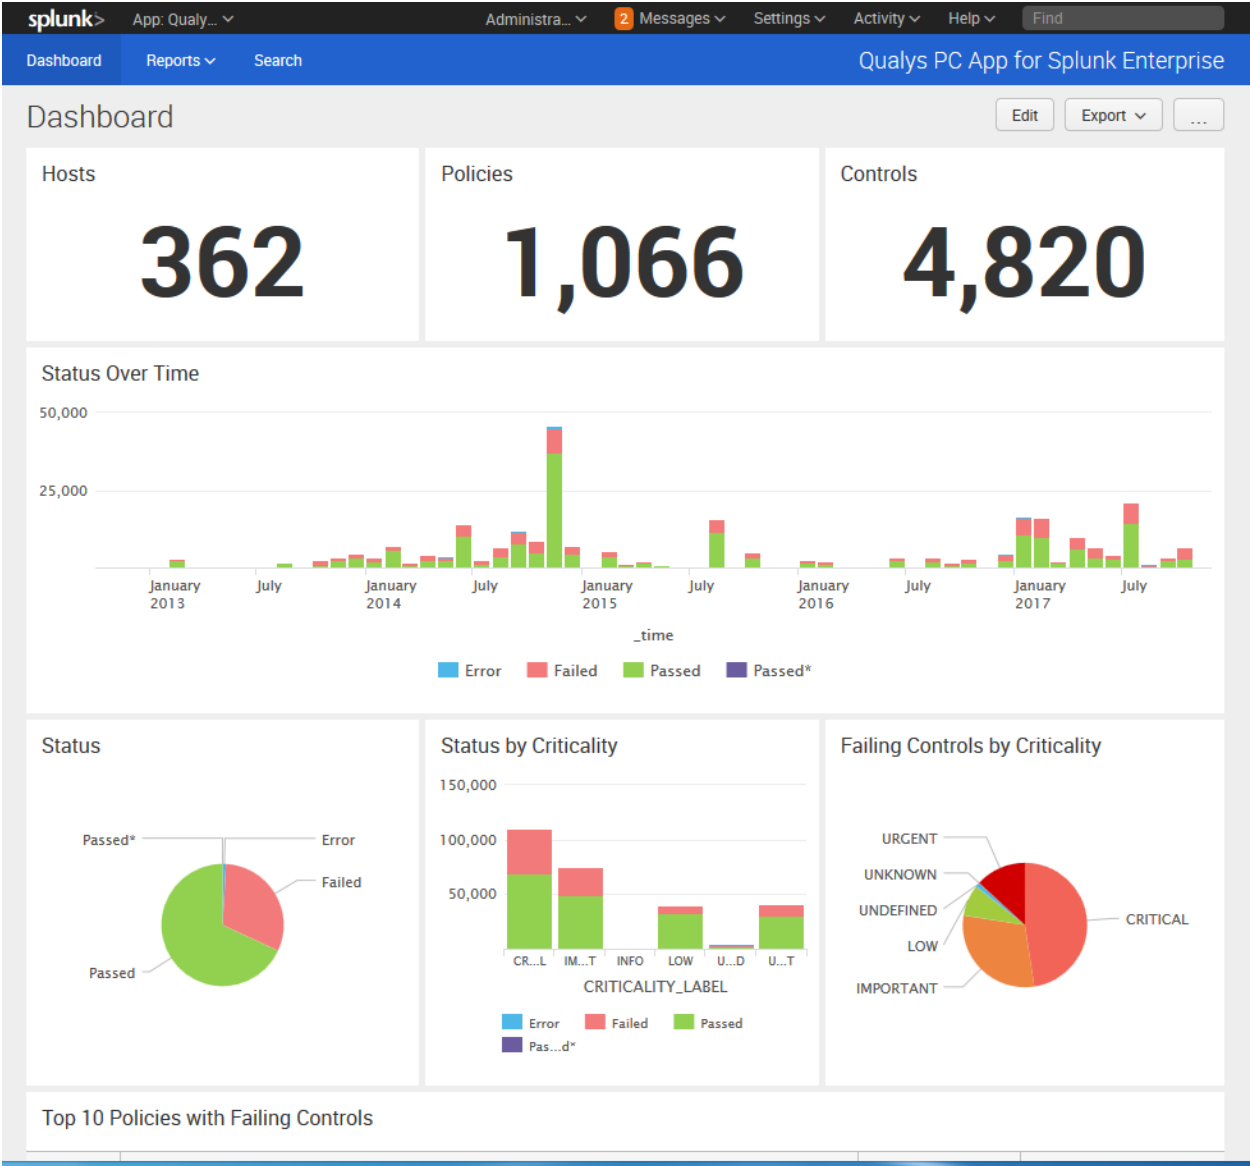 splunk> App: Qualy... Administra... 2 Messages Settings Activity Help Find
Dashboard Reports Search Qualys PC App for Splunk Enterprise
Dashboard Edit Export ...
Hosts Policies Controls
362 1,066 4,820
Status Over Time
50,000
25,000
January 2013 July January 2014 July January 2015 July January 2016 July January 2017 July
_time
Error Failed Passed Passed*
Status
Passed* Error
Failed
Passed
Status by Criticality
150,000
100,000
50,000
CR...L IM...T INFO LOW U...D U...T
CRITICALITY_LABEL
Error Failed Passed
Pas...d*
Failing Controls by Criticality
URGENT
UNKNOWN
UNDEFINED
CRITICAL
LOW
IMPORTANT
Top 10 Policies with Failing Controls